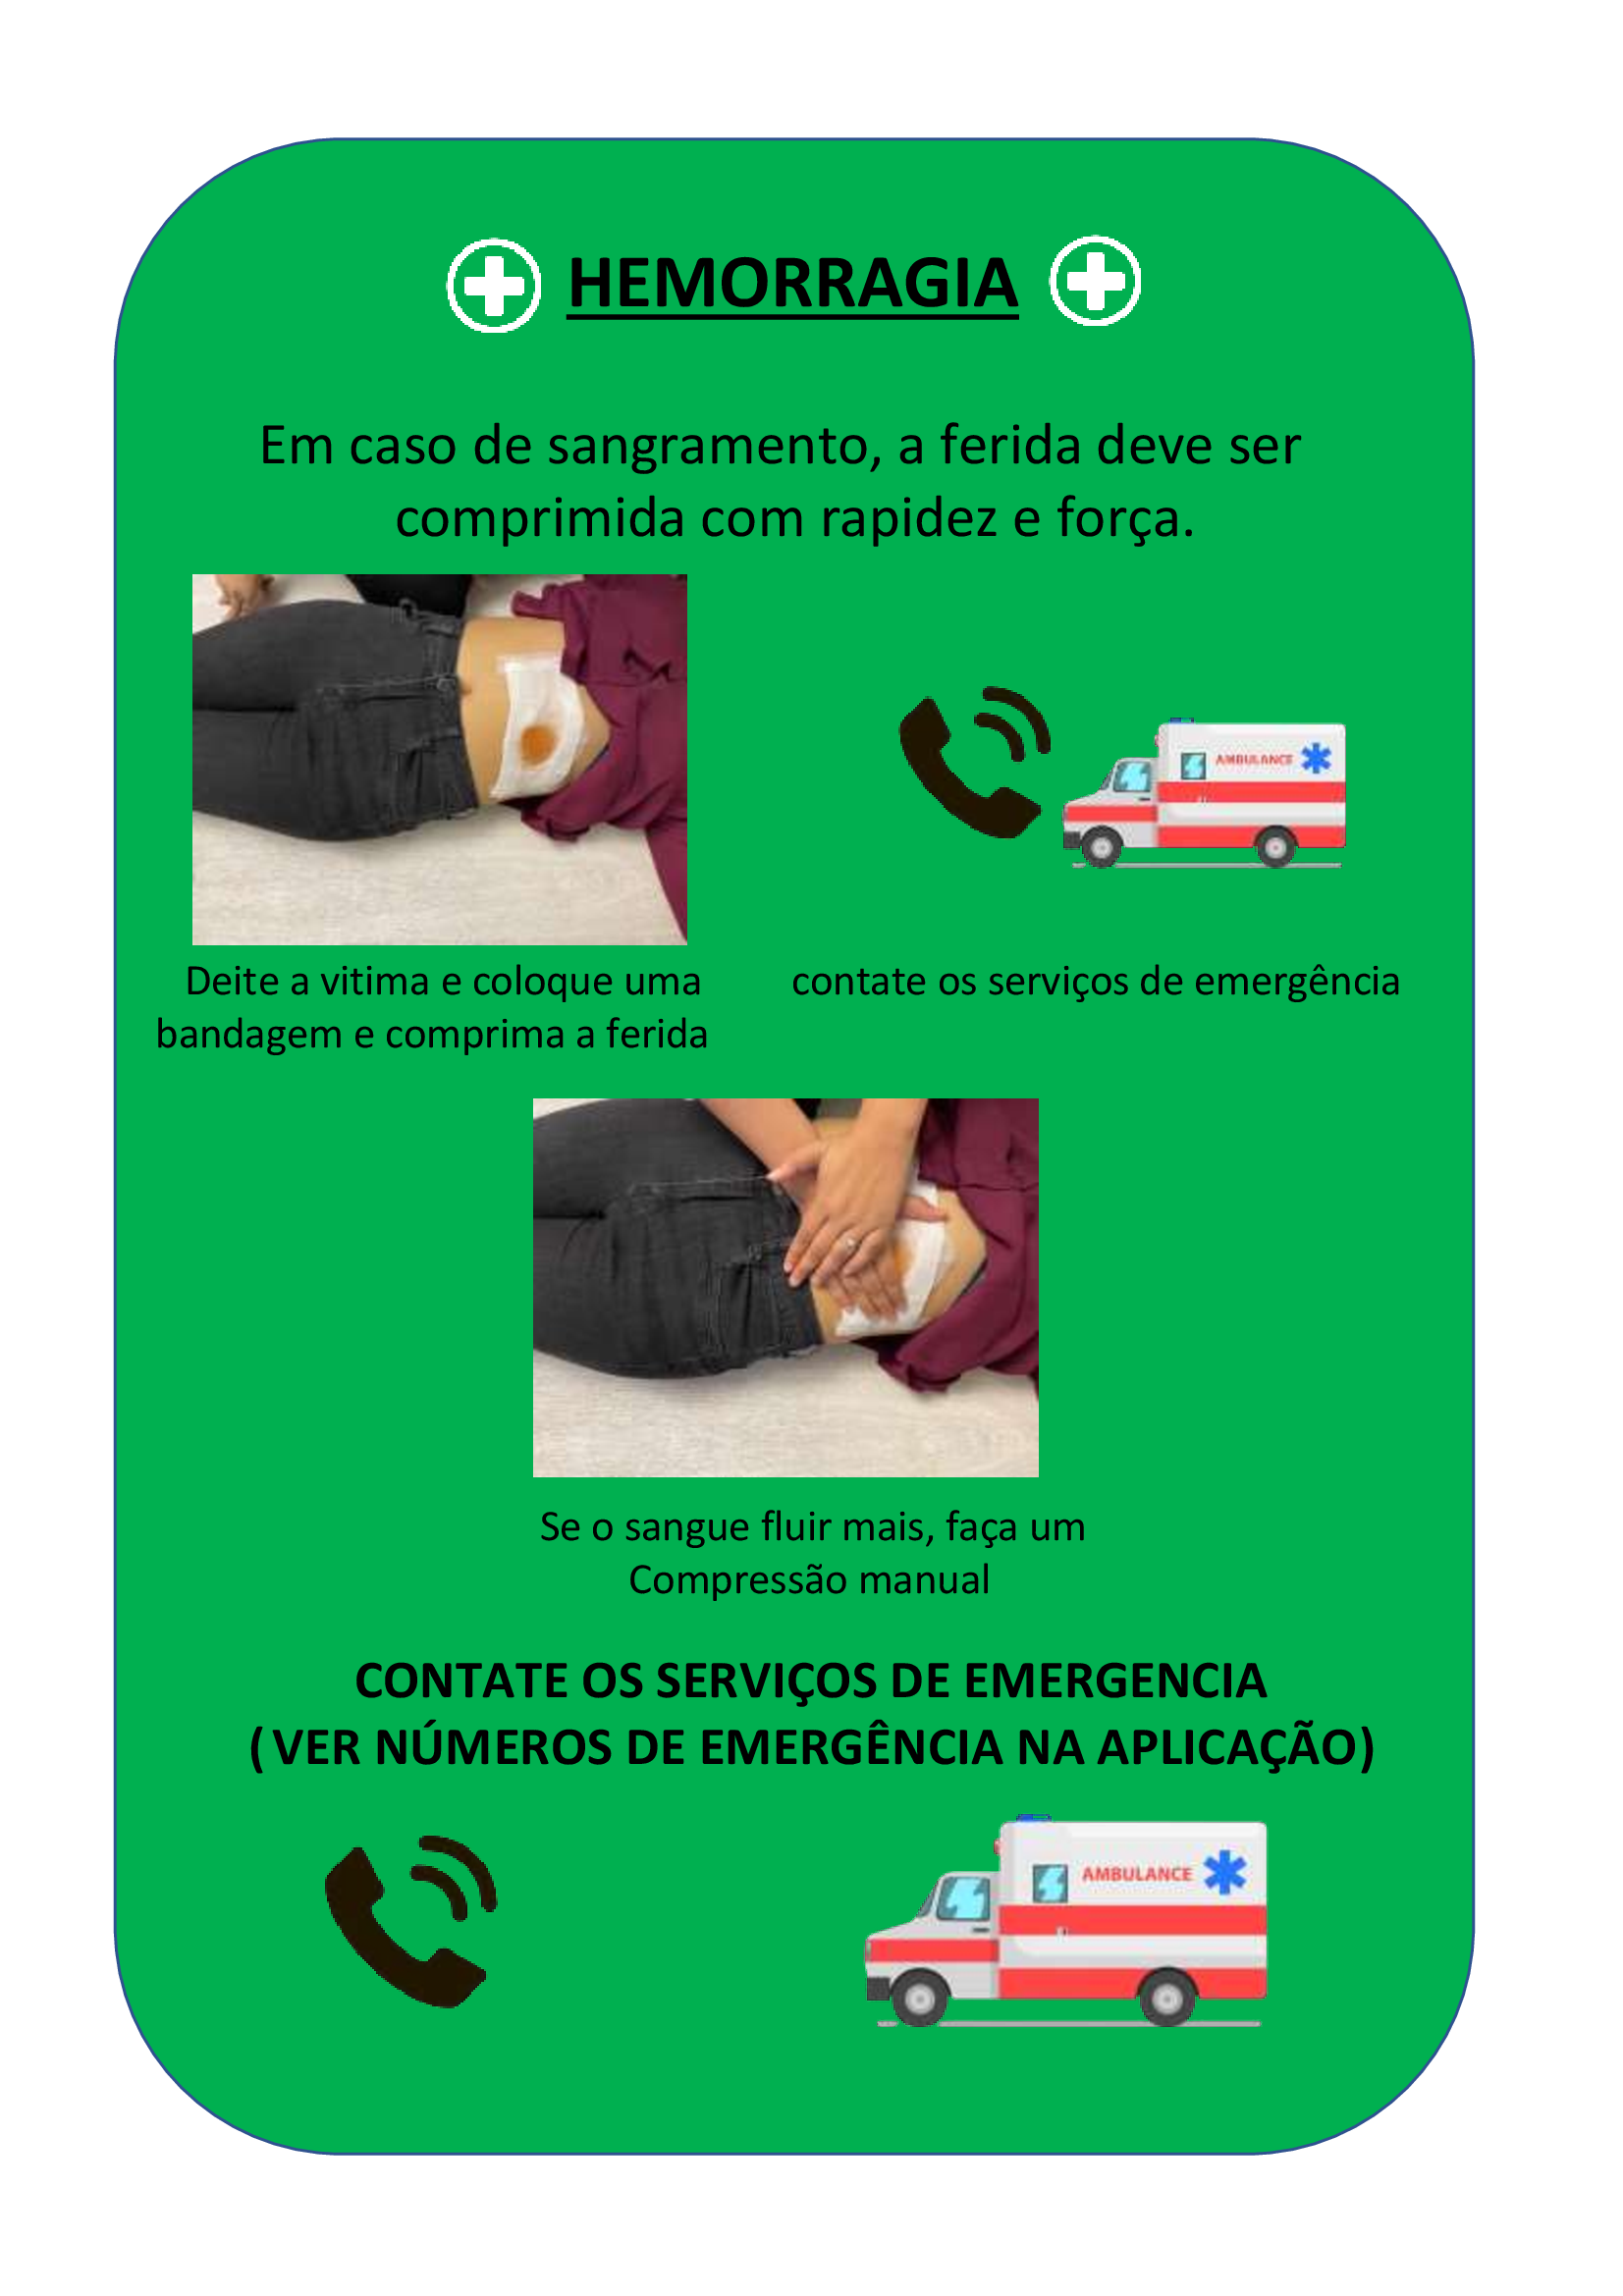 HEMORRAGIA
Em caso de sangramento, a ferida deve ser
comprimida com rapidez e força.
AMBULANCE
Deite a vitima e coloque uma
bandagem e comprima a ferida
contate os serviços de emergência
Se o sangue fluir mais, faça um
Compressão manual
CONTATE OS SERVIÇOS DE EMERGENCIA
( VER NÚMEROS DE EMERGÊNCIA NA APLICAÇÃO)
AMBULANCE